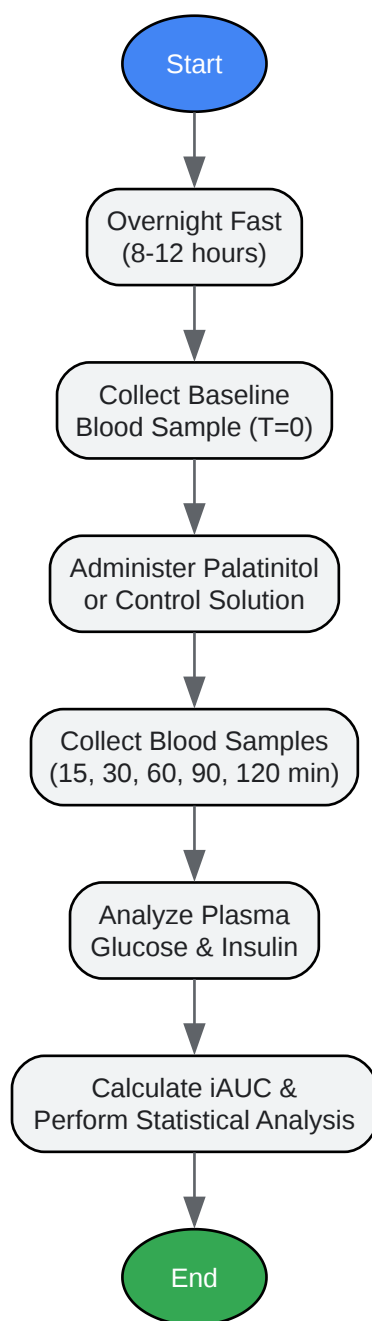 Start
Overnight Fast
(8-12 hours)
Collect Baseline
Blood Sample (T=0)
Administer Palatinitol
or Control Solution
Collect Blood Samples
(15, 30, 60, 90, 120 min)
Analyze Plasma
Glucose & Insulin
Calculate iAUC &
Perform Statistical Analysis
End